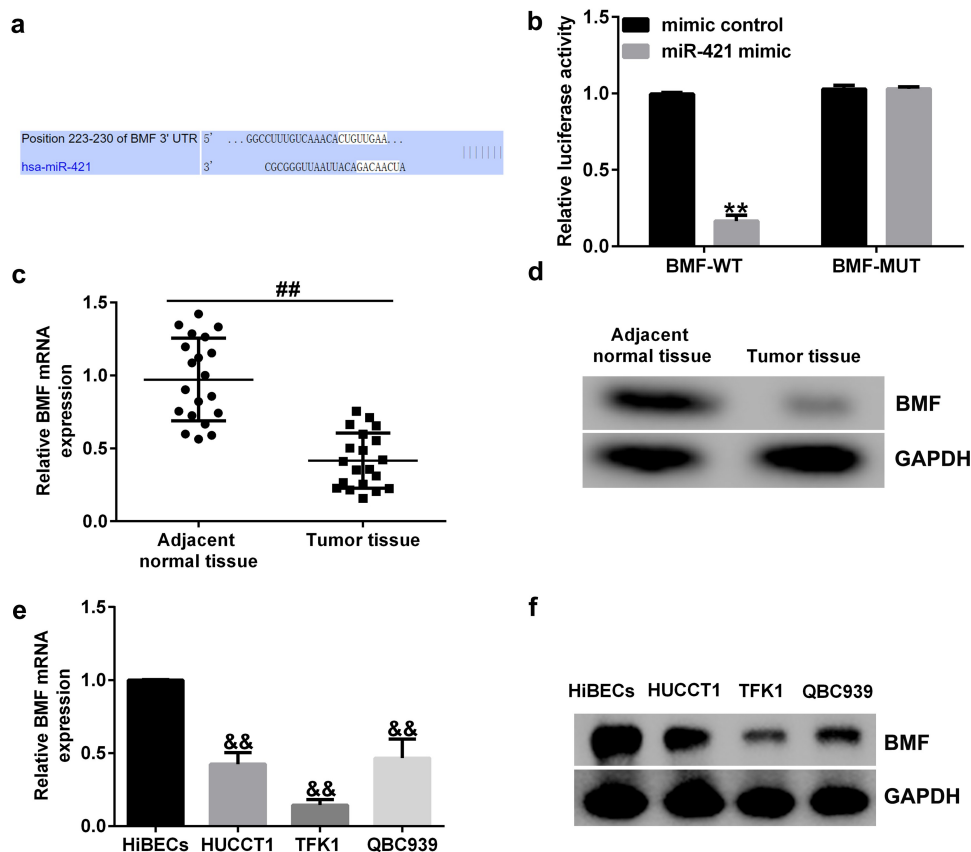 a
Position 223-230 of BMF 3' UTR 5' ...GGCCUUUGUCAAACACUGUUGAA...
|||||||
hsa-miR-421 3' CGCGGGUUAAUUACAGACAACUA
b
Relative luciferase activity
1.5
1.0
0.5
0.0
mimic control
miR-421 mimic
**
BMF-WT BMF-MUT
c
Relative BMF mRNA
expression
1.5
1.0
0.5
0.0
##
Adjacent
normal tissue
Tumor tissue
d
Adjacent
normal tissue
Tumor tissue
BMF
GAPDH
e
Relative BMF mRNA
expression
1.5
1.0
0.5
0.0
&&
&&
&&
HiBECs HUCCT1 TFK1 QBC939
f
HiBECs HUCCT1 TFK1 QBC939
BMF
GAPDH